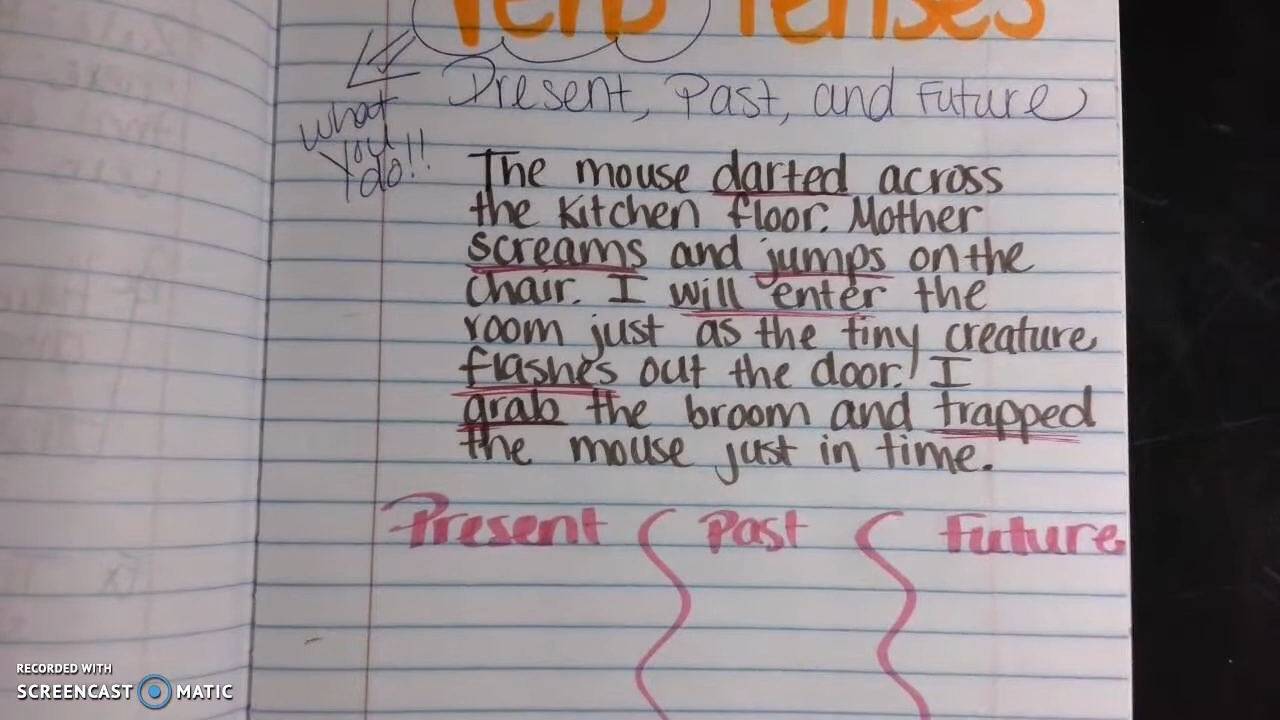 Verb Tenses
Present, Past, and Future
what
you
do!!
The mouse darted across
the kitchen floor. Mother
screams and jumps on the
chair. I will enter the
room just as the tiny creature
flashes out the door. I
grab the broom and trapped
the mouse just in time.
Present Past Future
RECORDED WITH
SCREENCAST MATIC